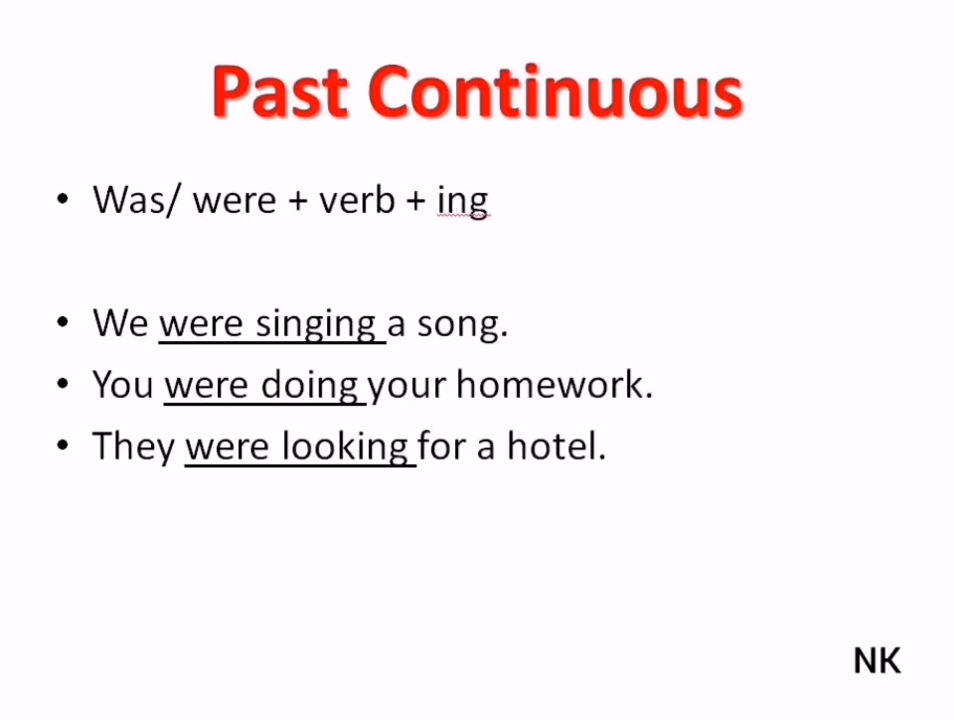 Past Continuous
• Was/ were + verb + ing
• We were singing a song.
• You were doing your homework.
• They were looking for a hotel.
NK